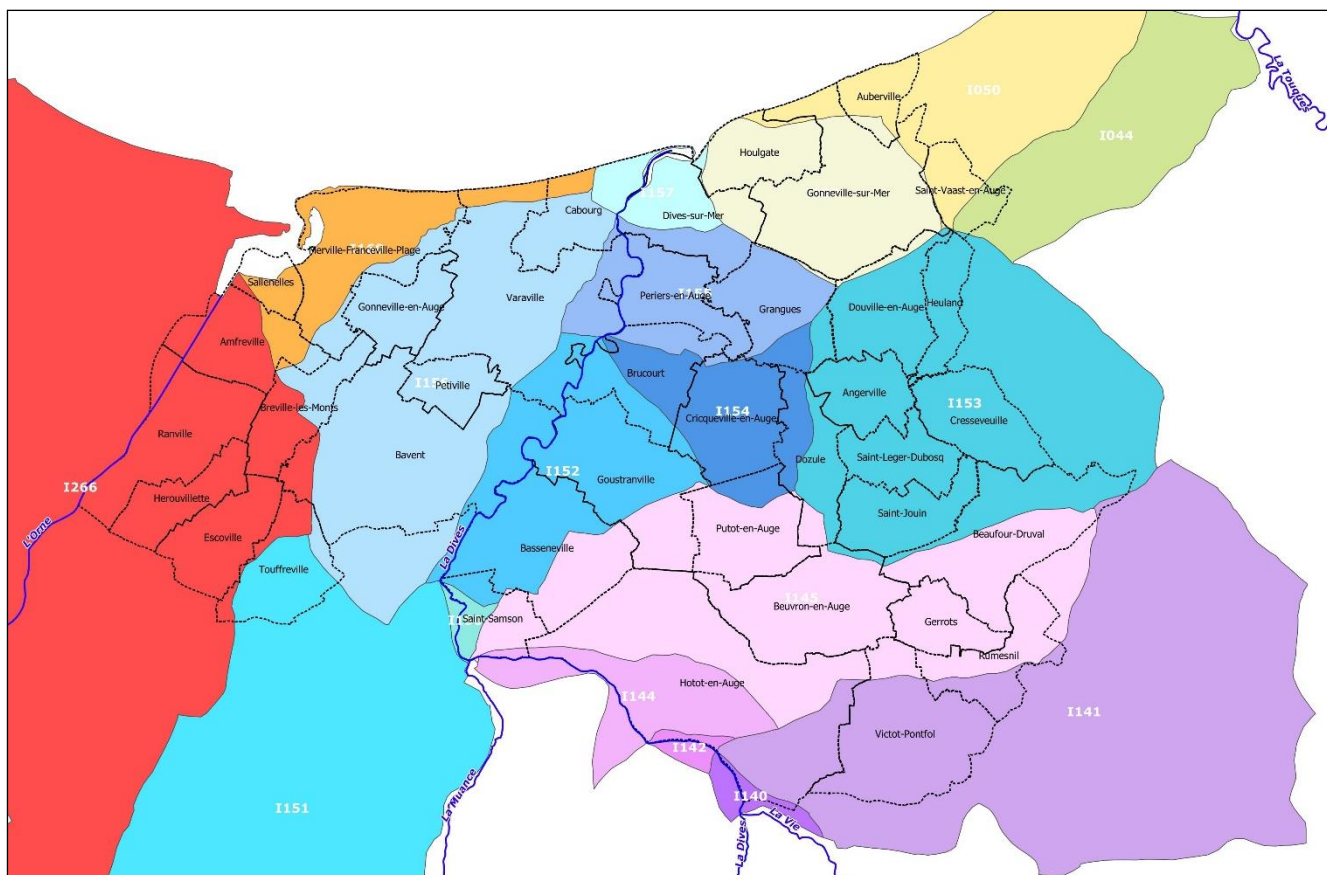 La Touques
I050
Auberville
I044
Houlgate
Saint-Vaast-en-Auge
Gonneville-sur-Mer
I157
Cabourg
Dives-sur-Mer
Merville-Franceville-Plage
Sallenelles
Varaville
Periers-en-Auge
Gonneville-en-Auge
Grangues
Douville-en-Auge
Heuland
Amfreville
Brucourt
Petiville
Angerville
I153
Breville-les-Monts
I154
Cricqueville-en-Auge
Cresseveuille
Ranville
Bavent
Saint-Leger-Dubosq
Dozule
I152
Goustranville
I266
Herouvillette
Saint-Jouin
L'Orne
Putot-en-Auge
Beaufour-Druval
Escoville
La Dives
Basseneville
Touffreville
I145
Beuvron-en-Auge
Saint-Samson
Gerrots
Rumesnil
Hotot-en-Auge
I144
I141
Victot-Pontfol
I142
La Muance
I140
I151
La Vie
La Dives